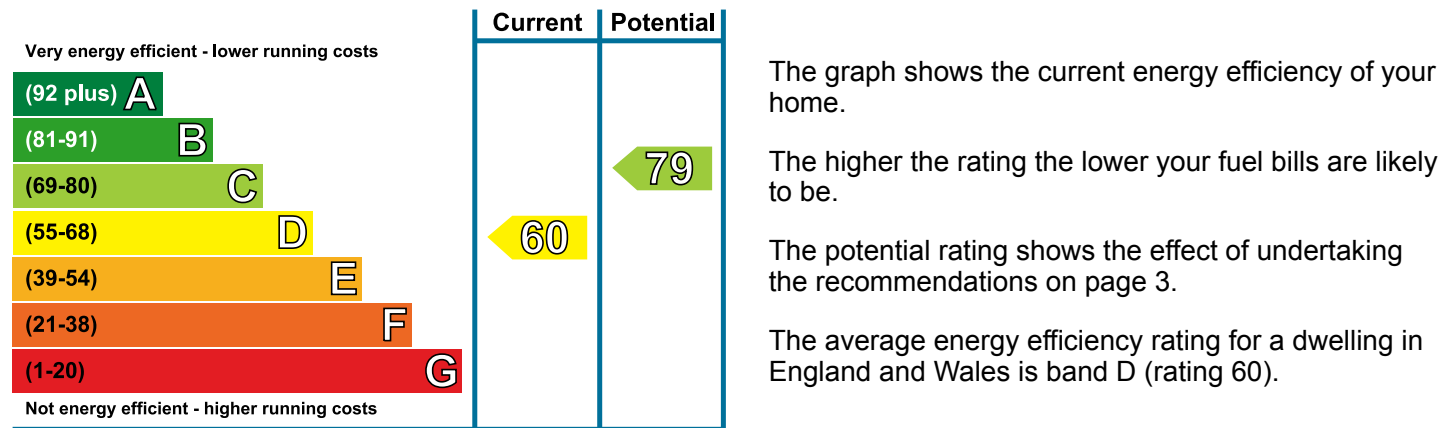 Current Potential
Very energy efficient - lower running costs
(92 plus) A
(81-91) B
(69-80) C
(55-68) D
(39-54) E
(21-38) F
(1-20) G
Not energy efficient - higher running costs
60
79
The graph shows the current energy efficiency of your
home.
The higher the rating the lower your fuel bills are likely
to be.
The potential rating shows the effect of undertaking
the recommendations on page 3.
The average energy efficiency rating for a dwelling in
England and Wales is band D (rating 60).